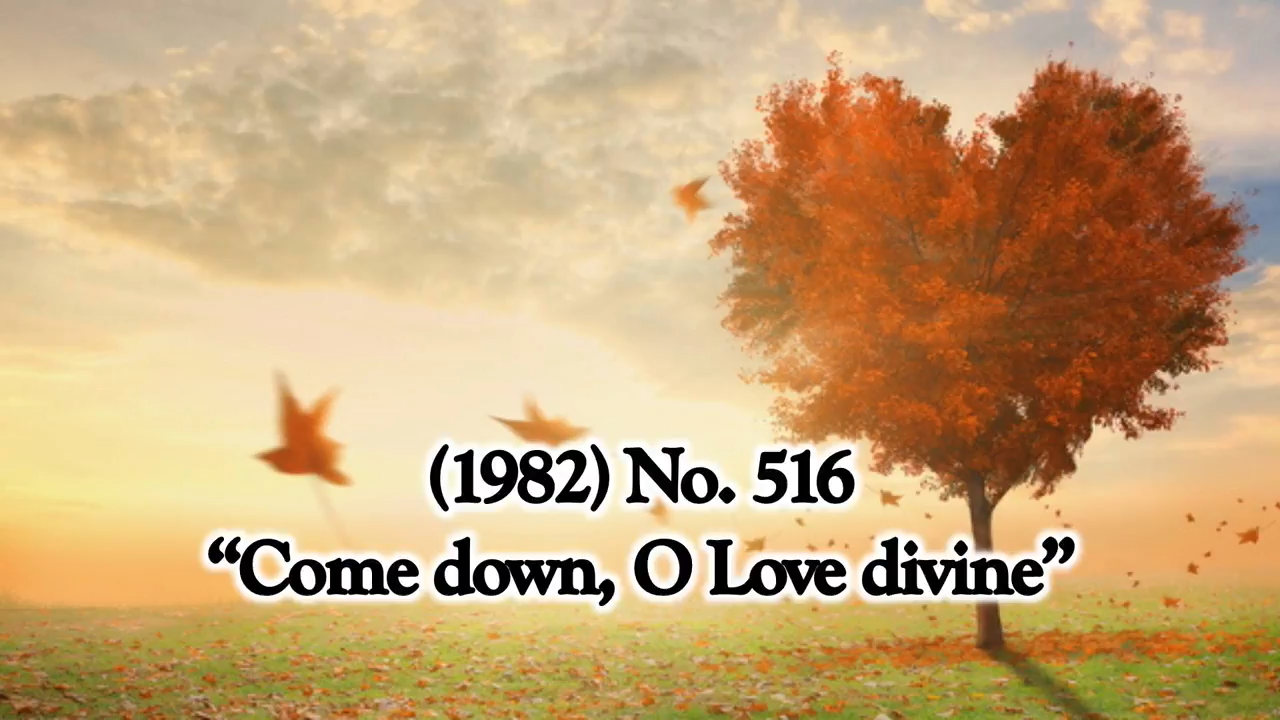 (1982) No. 516
“Come down, O Love divine”